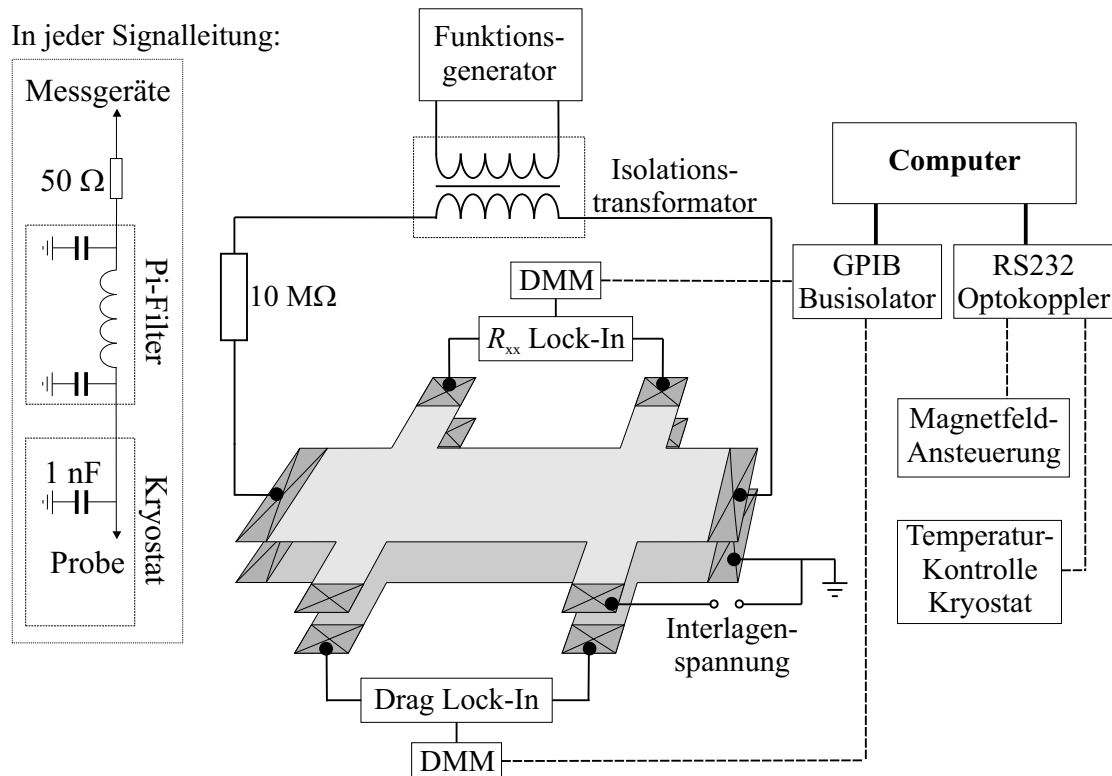 In jeder Signalleitung:
Messgeräte
50 Ω
Pi-Filter
1 nF
Kryostat
Probe
Funktions-
generator
Isolations-
transformator
10 MΩ
DMM
Rxx Lock-In
Computer
GPIB
Busisolator
RS232
Optokoppler
Magnetfeld-
Ansteuerung
Temperatur-
Kontrolle
Kryostat
Interlagen-
spannung
Drag Lock-In
DMM